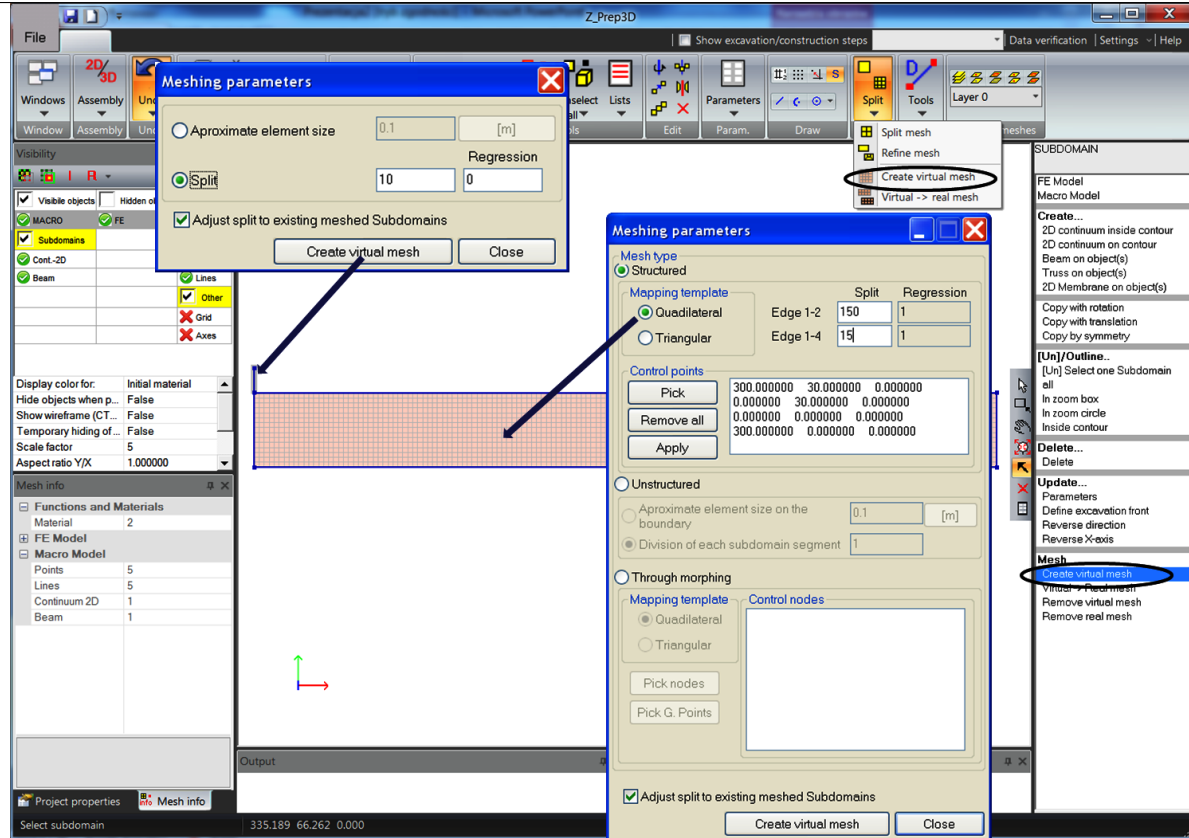 Z_Prep3D
File
Show excavation/construction steps
Data verification | Settings | Help
Windows
Assembly
2D/3D
Split
Tools
Lists
Parameters
Layer 0
Window
Assembly
Edit
Param.
Draw
Meshing parameters
Aproximate element size 0.1 [m]
Regression
Split 10 0
Adjust split to existing meshed Subdomains
Create virtual mesh Close
Split mesh
Refine mesh
Create virtual mesh
Virtual -> real mesh
Visibility
Visibile objects
MACRO FE
Subdomains
Cont.-2D
Beam
Lines
Other
Grid
Axes
Display color for: Initial material
Hide objects when p... False
Show wireframe (CT... False
Temporary hiding of ... False
Scale factor 5
Aspect ratio Y/X 1.000000
Mesh info
Functions and Materials
Material 2
FE Model
Macro Model
Points 5
Lines 5
Continuum 2D 1
Beam 1
Project properties
Mesh info
Select subdomain
335.189 66.262 0.000
Output
Meshing parameters
Mesh type
Structured
Mapping template
Split Regression
Quadilateral
Edge 1-2 150 1
Triangular
Edge 1-4 15 1
Control points
Pick
Remove all
Apply
300.000000 30.000000 0.000000
0.000000 30.000000 0.000000
0.000000 0.000000 0.000000
300.000000 0.000000 0.000000
Unstructured
Aproximate element size on the
boundary
0.1 [m]
Division of each subdomain segment 1
Through morphing
Mapping template
Control nodes
Quadilateral
Triangular
Pick nodes
Pick G. Points
Adjust split to existing meshed Subdomains
Create virtual mesh Close
SUBDOMAIN
FE Model
Macro Model
Create...
2D continuum inside contour
2D continuum on contour
Beam on object(s)
Truss on object(s)
2D Membrane on object(s)
Copy with rotation
Copy with translation
Copy by symmetry
[Un]/Outline..
[Un] Select one Subdomain
all
In zoom box
In zoom circle
Inside contour
Delete...
Delete
Update...
Parameters
Define excavation front
Reverse direction
Reverse X-axis
Mesh
Create virtual mesh
Virtual -> Real mesh
Remove virtual mesh
Remove real mesh